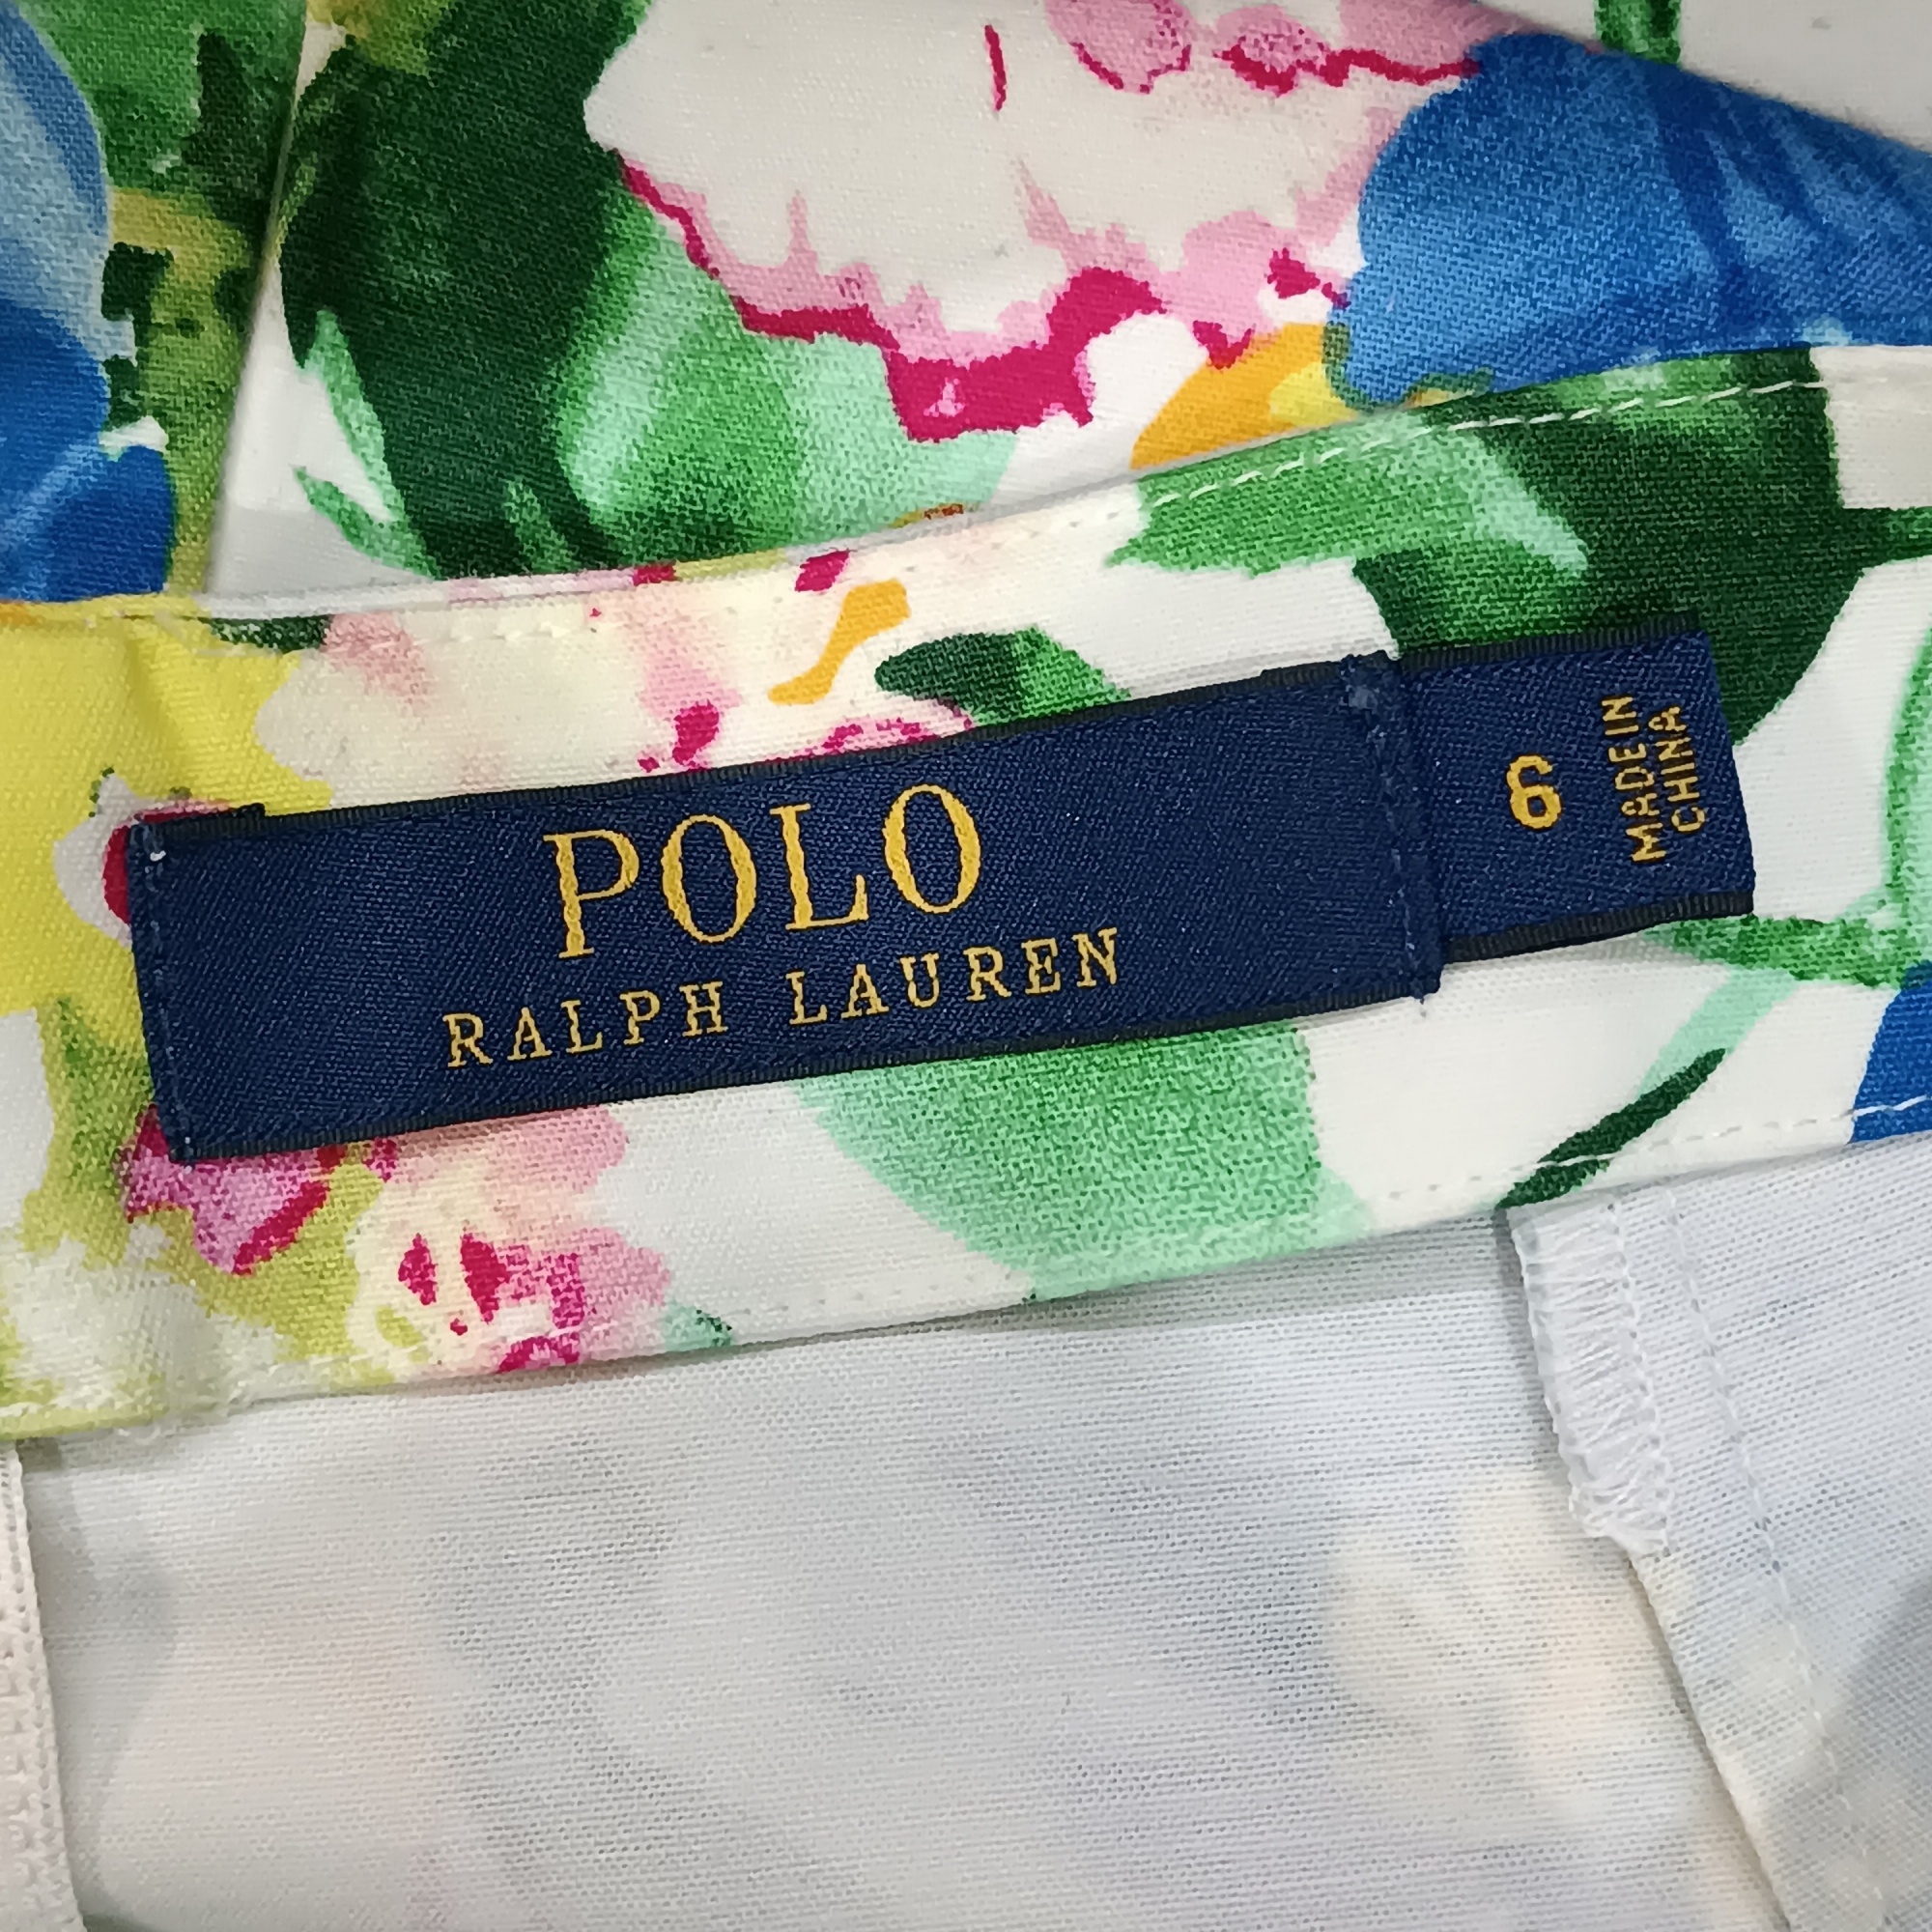 POLO
RALPH LAUREN
6
MADE IN
CHINA